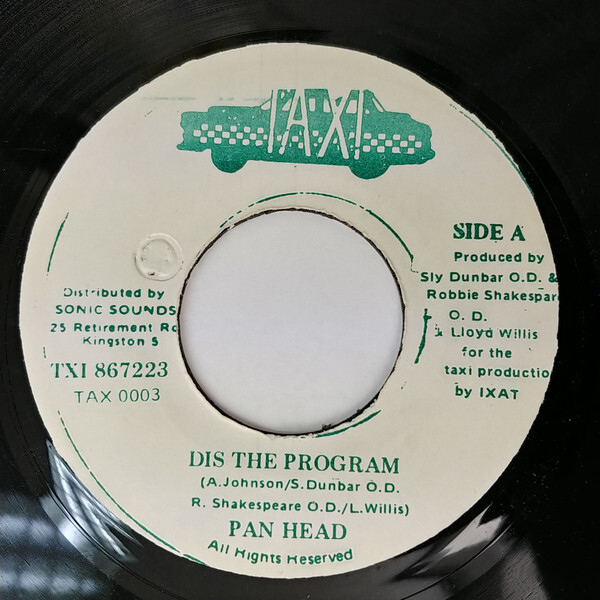 TAXI
SIDE A
Produced by
Sly Dunbar O.D. &
Robbie Shakespare
O. D.
& Lloyd Willis
for the
taxi productio
by IXAT
Distributed by
SONIC SOUNDS
25 Retirement Rd
Kingston 5
TXI 867223
TAX 0003
DIS THE PROGRAM
(A.Johnson/S.Dunbar O.D.
R. Shakespeare O.D./L.Willis)
PAN HEAD
All Rights Reserved